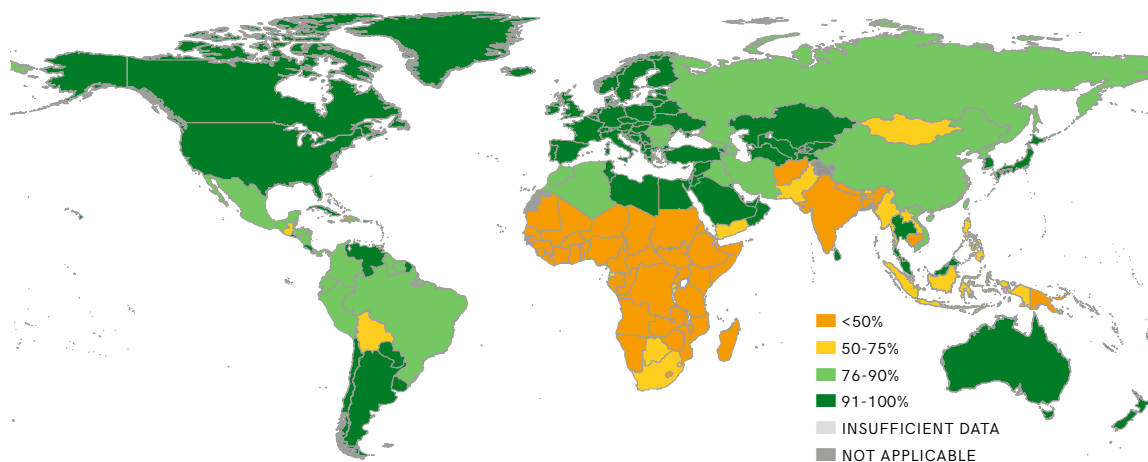 <50%
50-75%
76-90%
91-100%
INSUFFICIENT DATA
NOT APPLICABLE